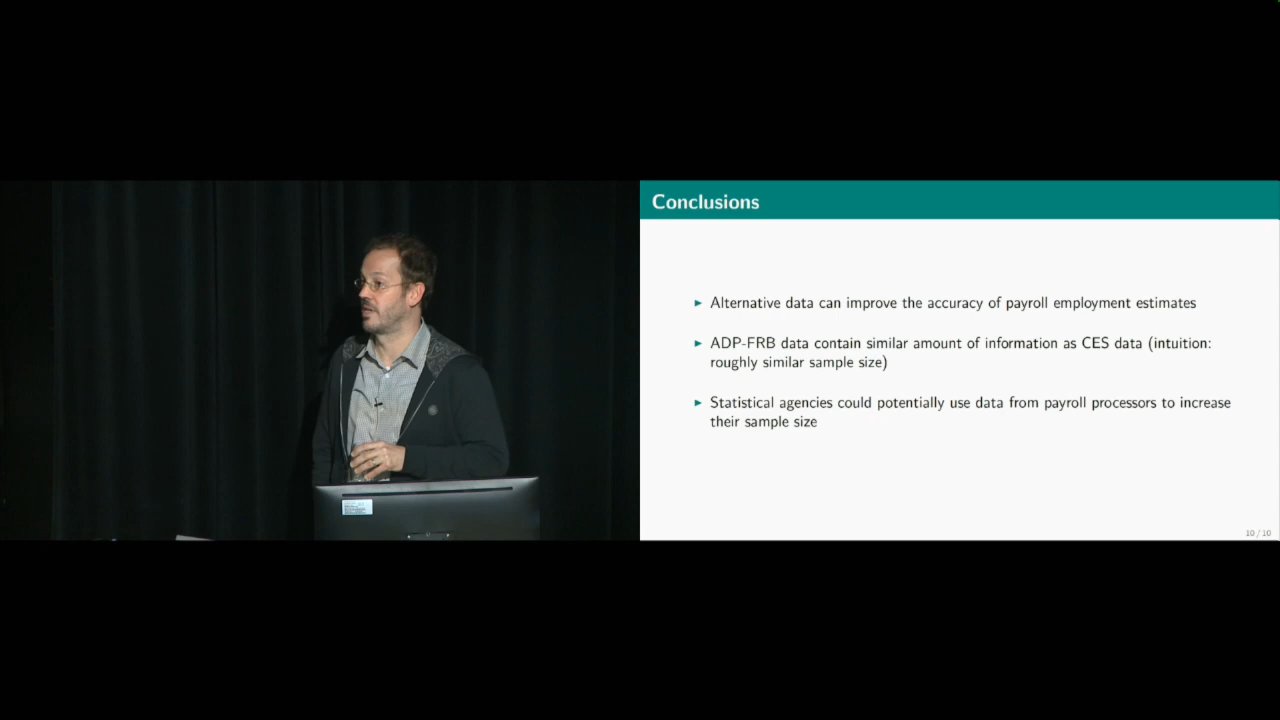 Conclusions
Alternative data can improve the accuracy of payroll employment estimates
ADP-FRB data contain similar amount of information as CES data (intuition:
roughly similar sample size)
Statistical agencies could potentially use data from payroll processors to increase
their sample size
10 / 10